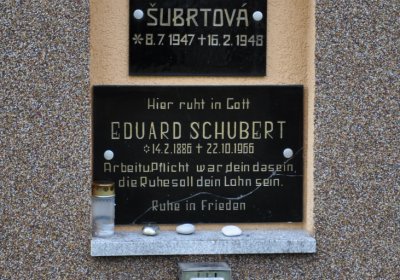 ŠUBRTOVÁ
*8.7.1947 ✝ 16.2.1948
Hier ruht in Gott
EDUARD SCHUBERT
*14.2.1886 ✝ 22.10.1966
Arbeit u Pflicht war dein dasein,
die Ruhe soll dein Lohn sein.
Ruhe in Frieden